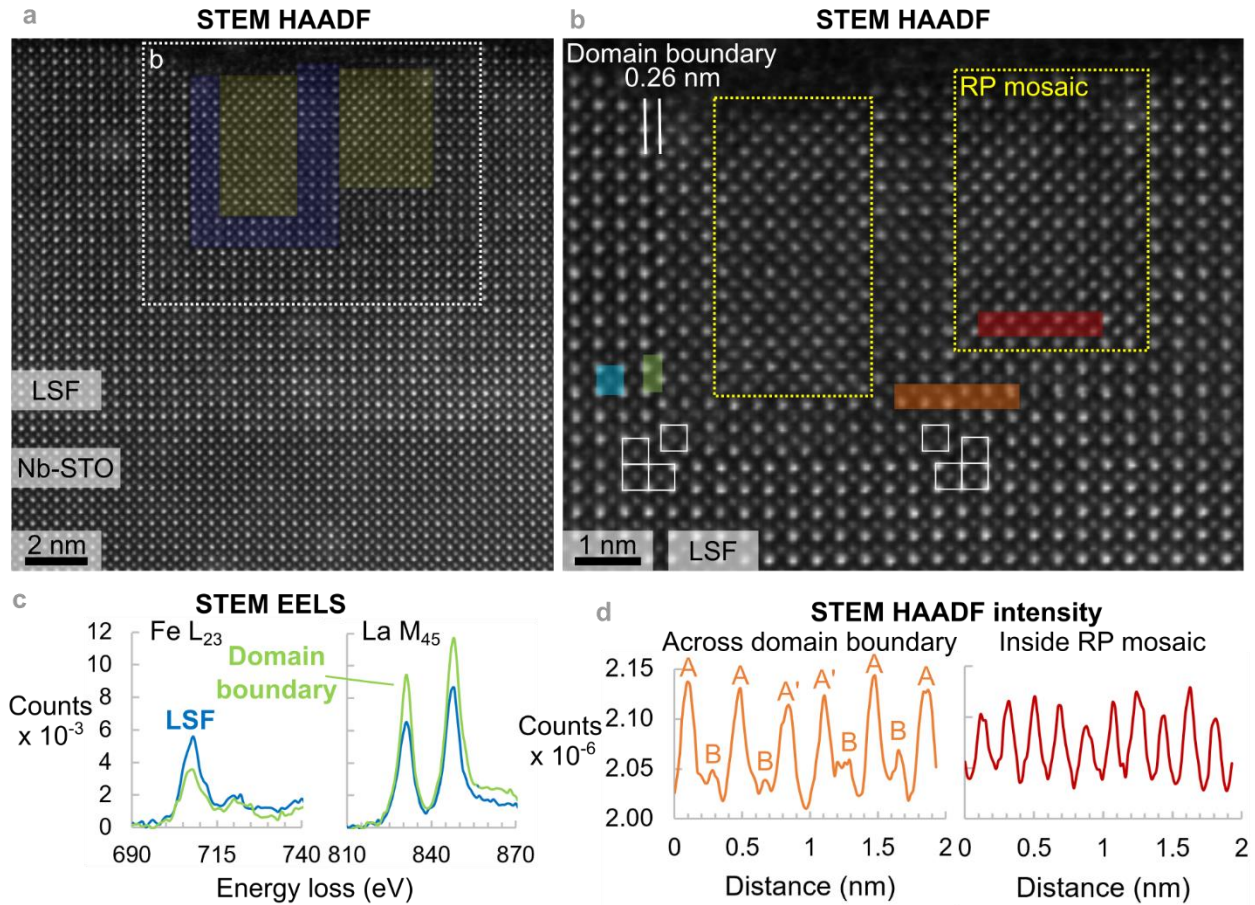 a
STEM HAADF
b
LSF
Nb-STO
2 nm
b
STEM HAADF
Domain boundary
0.26 nm
RP mosaic
1 nm
LSF
c
STEM EELS
Fe L23
La M45
Domain
boundary
LSF
Counts
x 10-3
12
10
8
6
4
2
0
690
715
740
810
840
870
Energy loss (eV)
d
STEM HAADF intensity
Across domain boundary
Inside RP mosaic
Counts
x 10-6
2.15
2.10
2.05
2.00
A
B
A
B
A'
A'
B
A
B
A
0
0.5
1
1.5
2
0
0.5
1
1.5
2
Distance (nm)
Distance (nm)